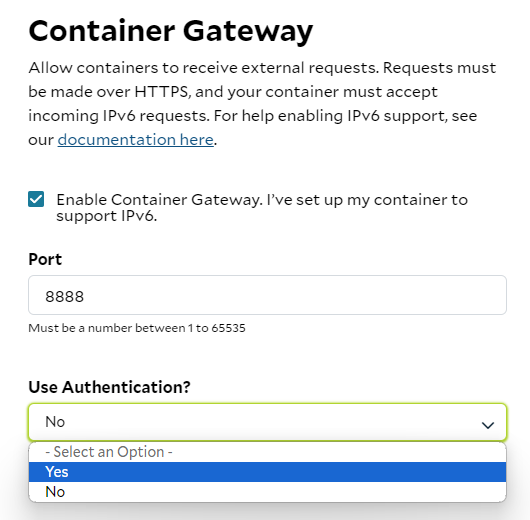 Container Gateway
Allow containers to receive external requests. Requests must
be made over HTTPS, and your container must accept
incoming IPv6 requests. For help enabling IPv6 support, see
our documentation here.
Enable Container Gateway. I've set up my container to
support IPv6.
Port
8888
Must be a number between 1 to 65535
Use Authentication?
No
- Select an Option -
Yes
No